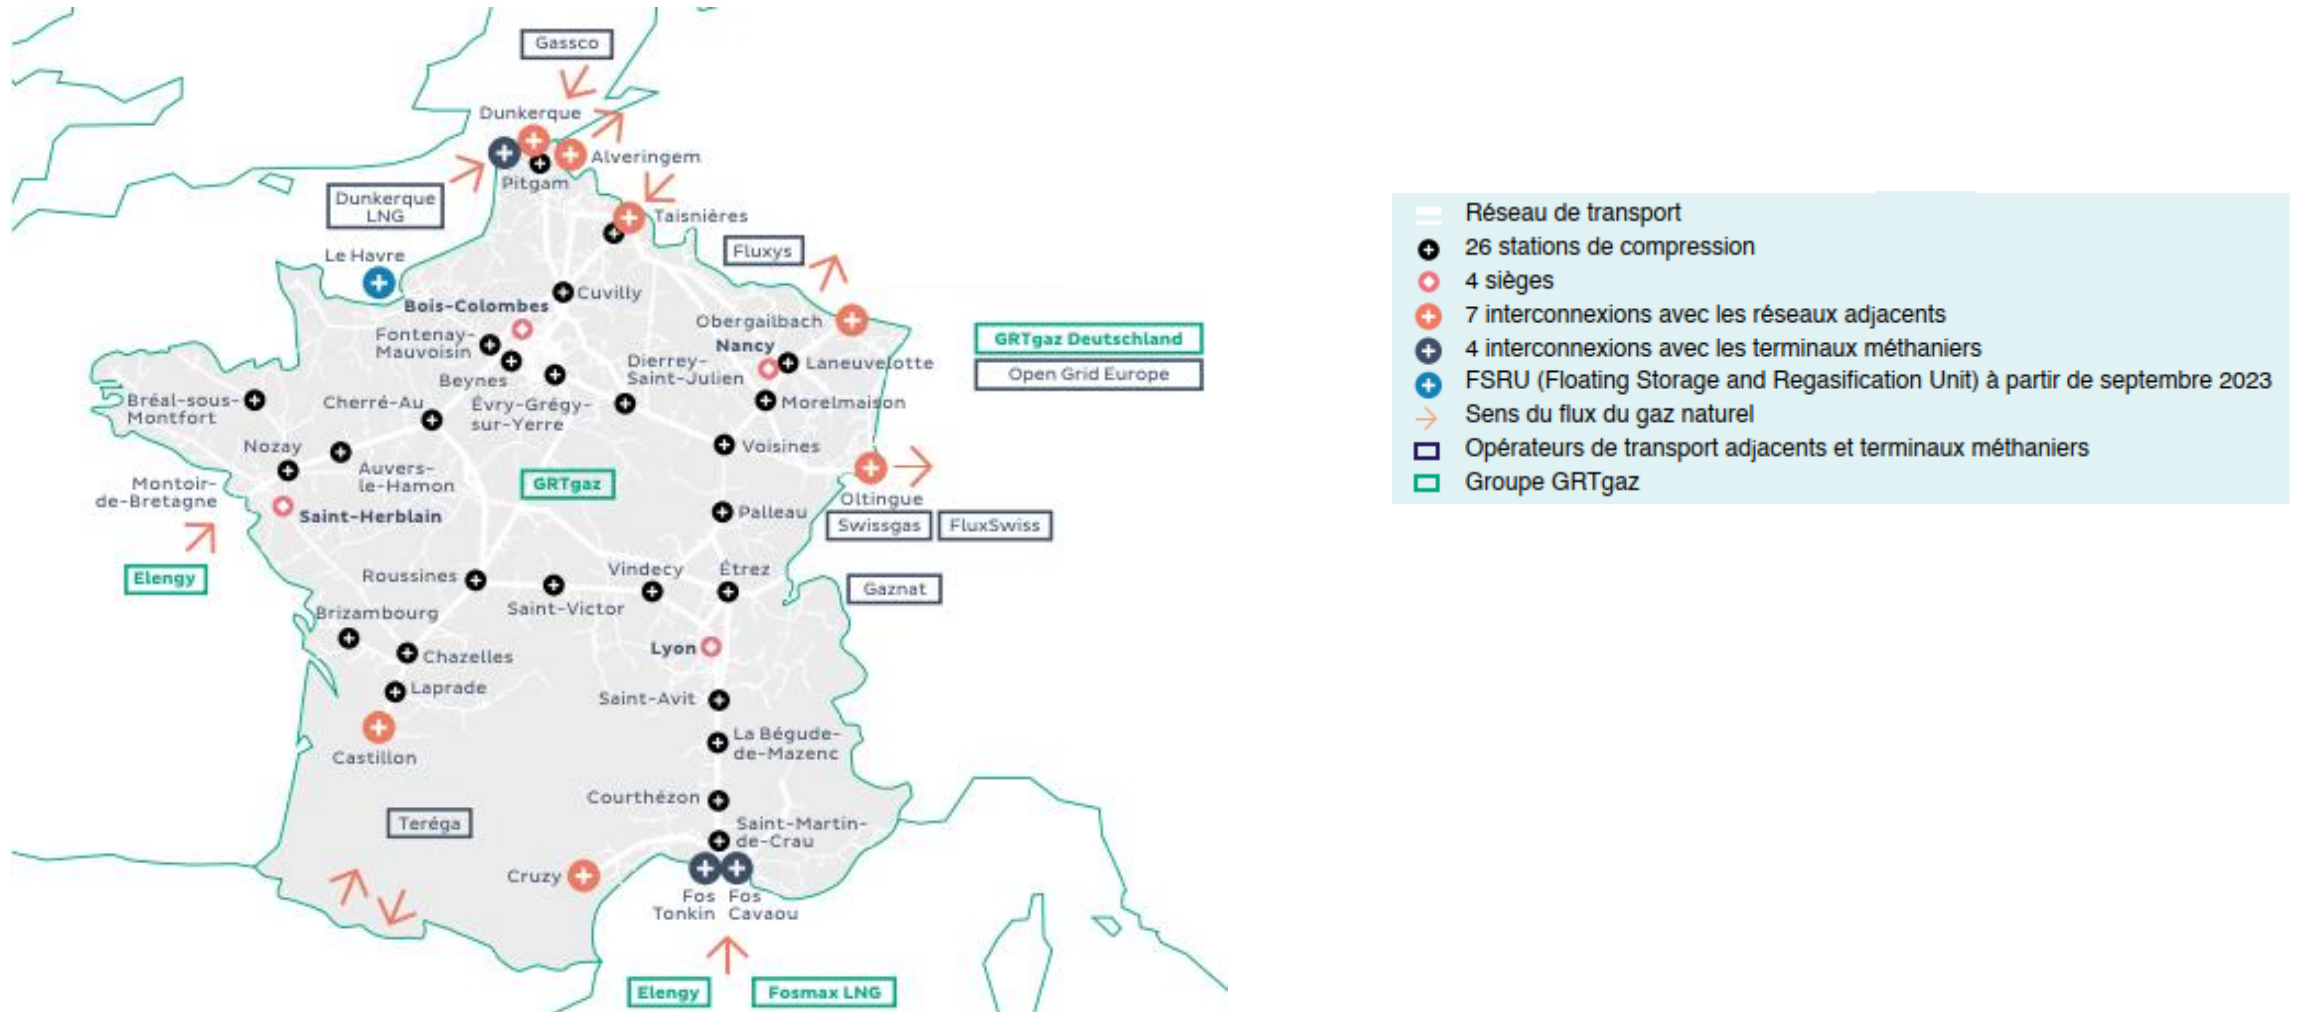 Gassco
Dunkerque
Alveringem
Pitgam
Dunkerque
LNG
Taisnières
Fluxys
Le Havre
Cuvilly
Bois-Colombes
Obergailbach
Fontenay-
Mauvoisin
Nancy
Dierrey-
Saint-Julien
Laneuvelotte
GRTgaz Deutschland
Open Grid Europe
Beynes
Bréal-sous-
Montfort
Cherré-Au
Évry-Grégy-
sur-Yerre
Morelmaison
Nozay
Voisines
Auvers-
le-Hamon
Montoir-
de-Bretagne
GRTgaz
Oltingue
Saint-Herblain
Palleau
Swissgas
FluxSwiss
Elengy
Roussines
Vindecy
Étrez
Gaznat
Saint-Victor
Brizambourg
Lyon
Chazelles
Laprade
Saint-Avit
Castillon
La Bégude-
de-Mazenc
Courthézon
Teréga
Saint-Martin-
de-Crau
Cruzy
Fos
Tonkin
Fos
Cavaou
Elengy
Fosmax LNG
Réseau de transport
26 stations de compression
4 sièges
7 interconnexions avec les réseaux adjacents
4 interconnexions avec les terminaux méthaniers
FSRU (Floating Storage and Regasification Unit) à partir de septembre 2023
Sens du flux du gaz naturel
Opérateurs de transport adjacents et terminaux méthaniers
Groupe GRTgaz